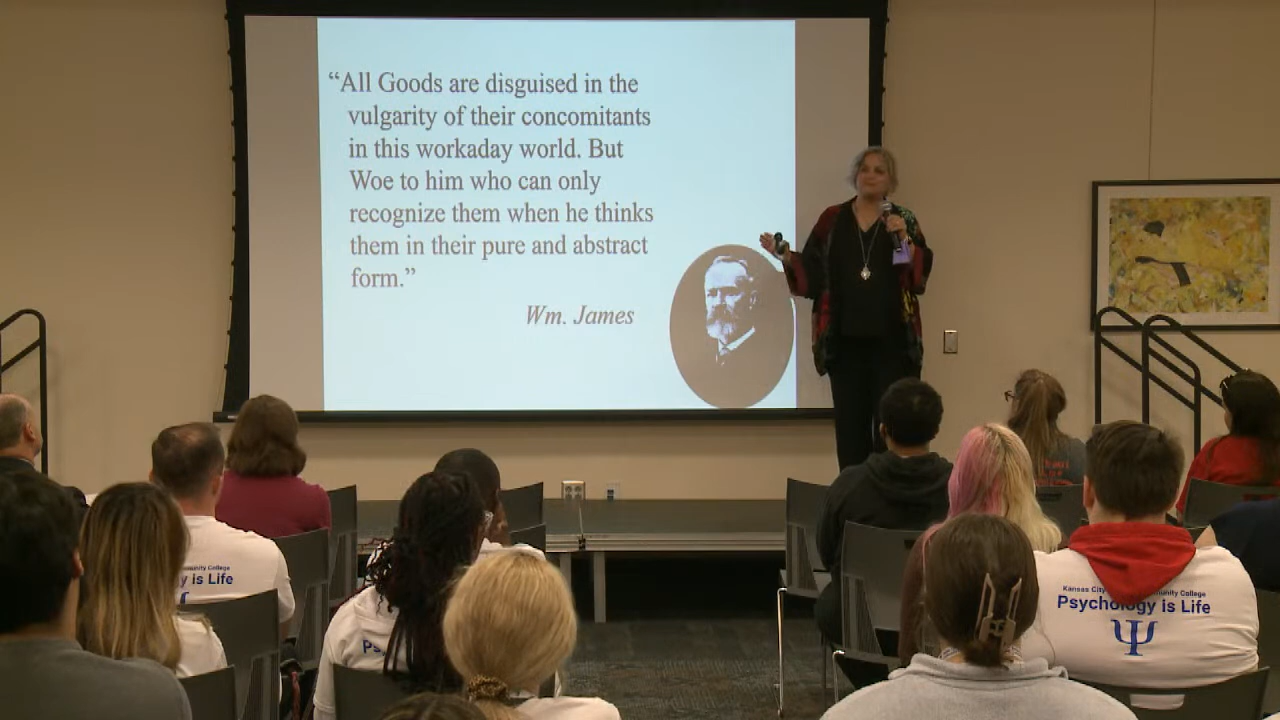 “All Goods are disguised in the
vulgarity of their concomitants
in this workaday world. But
Woe to him who can only
recognize them when he thinks
them in their pure and abstract
form.”
Wm. James
y is Life
Kansas City
Community College
Psychology is Life
Ψ